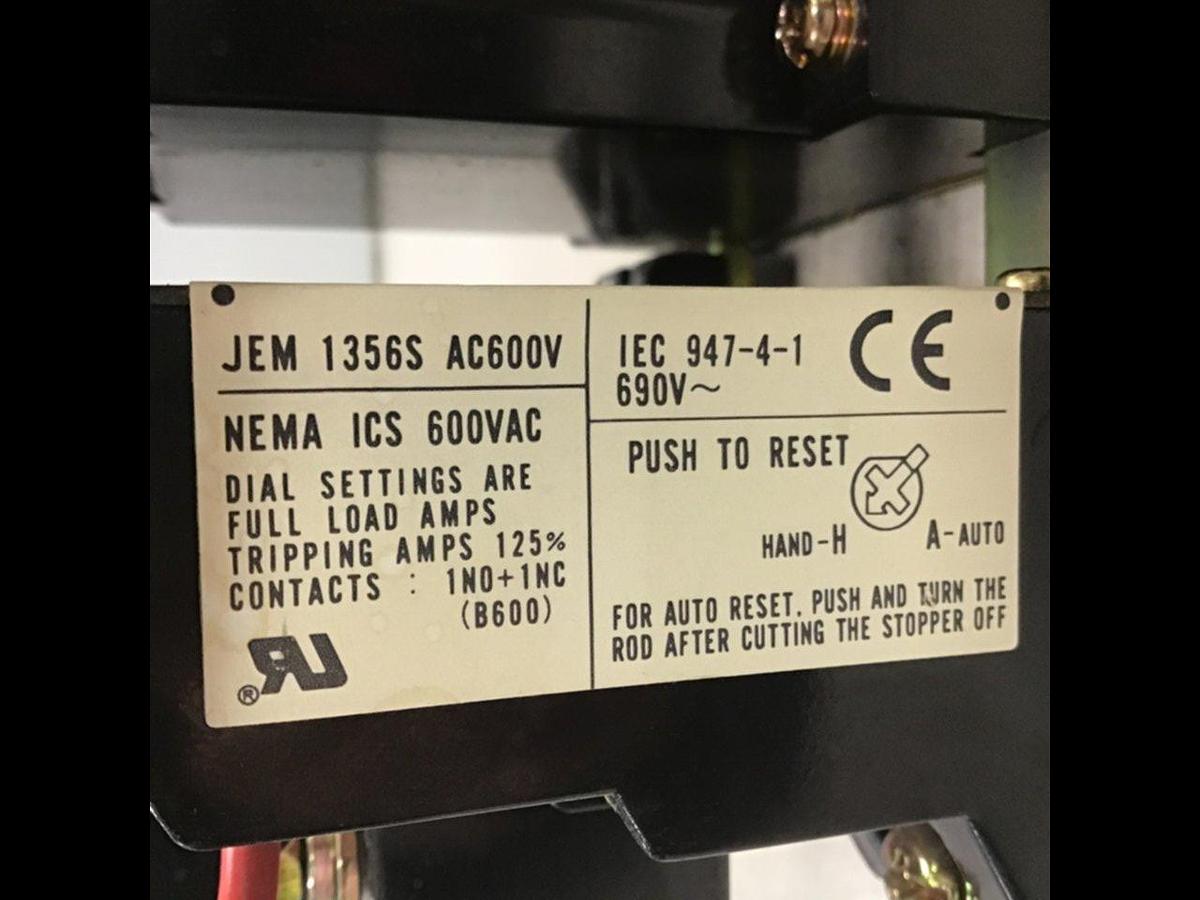 JEM 1356S AC600V
NEMA ICS 600VAC
DIAL SETTINGS ARE
FULL LOAD AMPS
TRIPPING AMPS 125%
CONTACTS : 1NO+1NC
(B600)
RU
®
IEC 947-4-1
690V~
CE
PUSH TO RESET
HAND-H A-AUTO
FOR AUTO RESET. PUSH AND TURN THE
ROD AFTER CUTTING THE STOPPER OFF